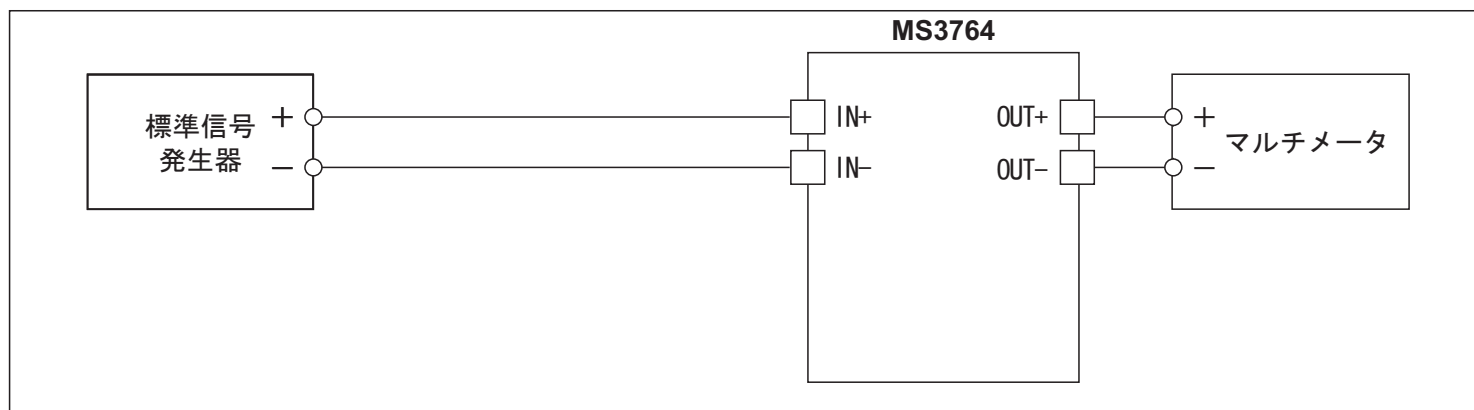 MS3764
標準信号
発生器
+
−
IN+
IN−
OUT+
OUT−
+
−
マルチメータ